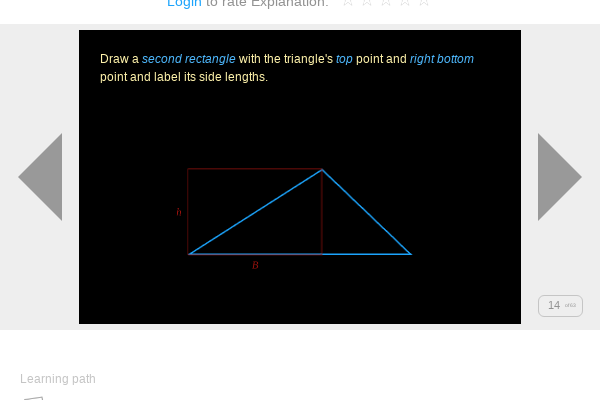 Login to rate Explanation:
Draw a second rectangle with the triangle's top point and right bottom
point and label its side lengths.
h
B
14
Learning path